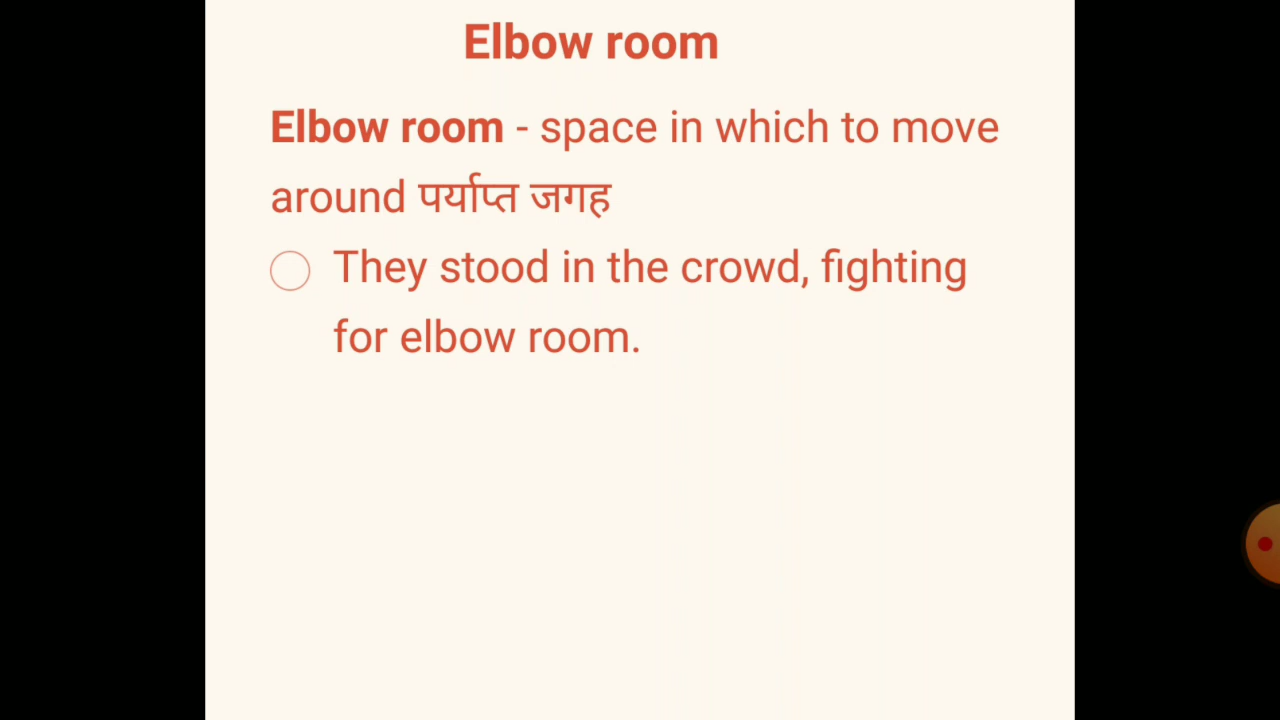 Elbow room
Elbow room - space in which to move
around पर्याप्त जगह
They stood in the crowd, fighting
for elbow room.